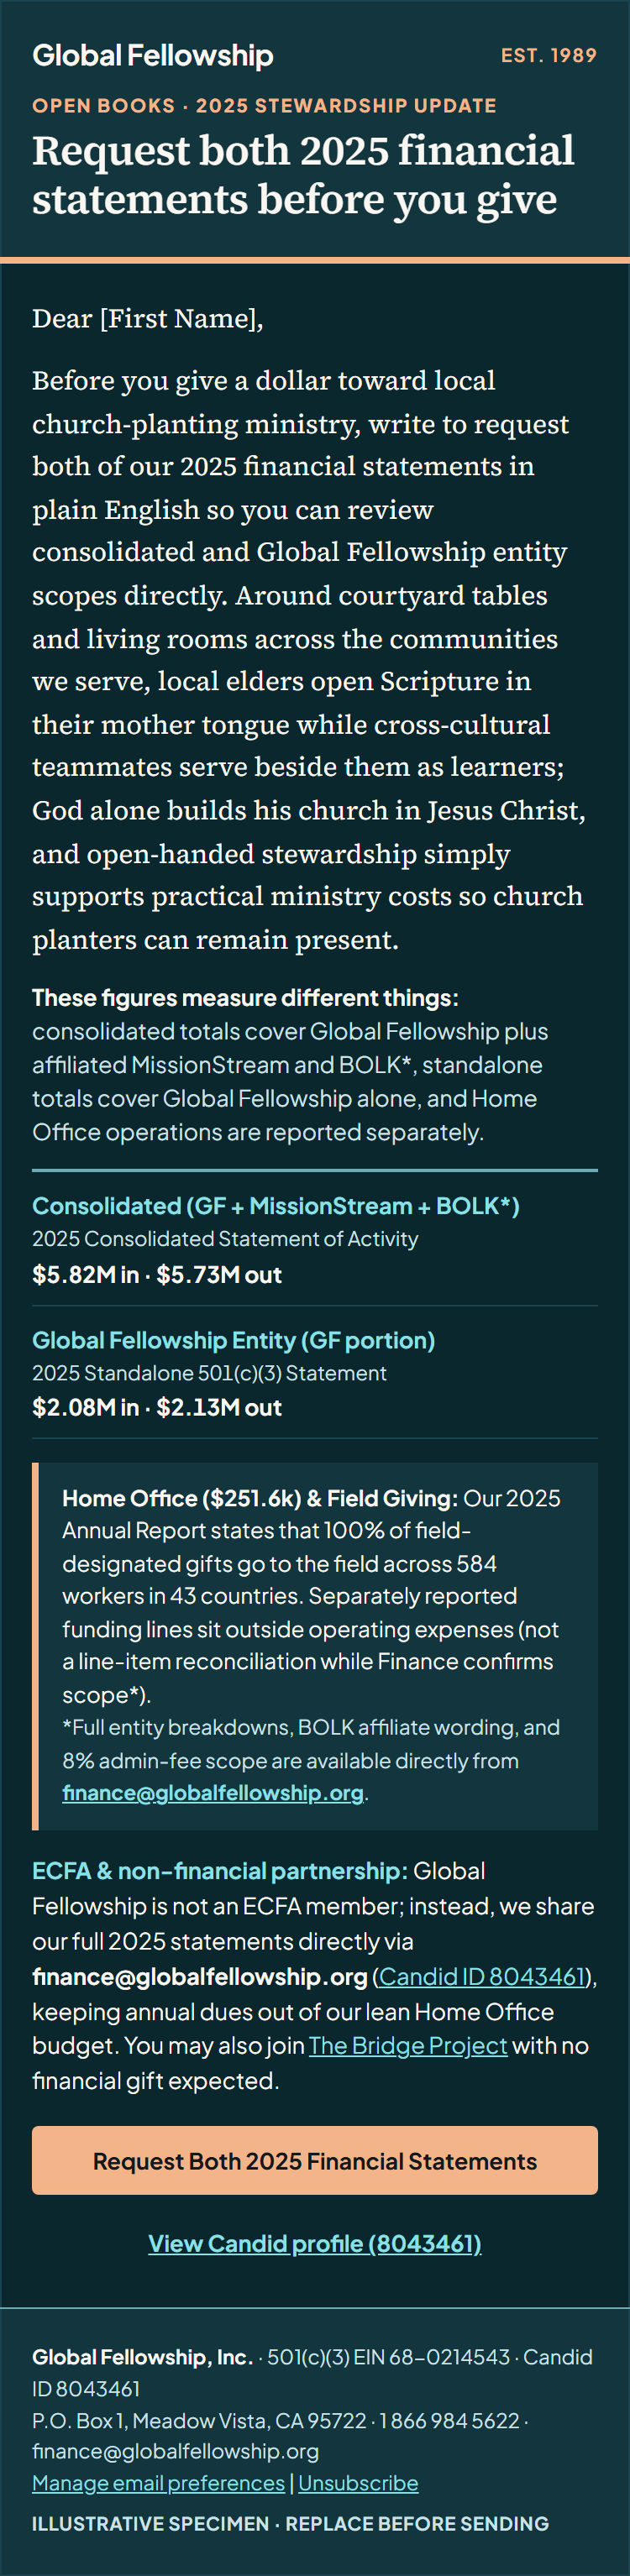 Global Fellowship
EST. 1989
OPEN BOOKS · 2025 STEWARDSHIP UPDATE
Request both 2025 financial
statements before you give
Dear [First Name],
Before you give a dollar toward local
church-planting ministry, write to request
both of our 2025 financial statements in
plain English so you can review
consolidated and Global Fellowship entity
scopes directly. Around courtyard tables
and living rooms across the communities
we serve, local elders open Scripture in
their mother tongue while cross-cultural
teammates serve beside them as learners;
God alone builds his church in Jesus Christ,
and open-handed stewardship simply
supports practical ministry costs so church
planters can remain present.
These figures measure different things:
consolidated totals cover Global Fellowship plus
affiliated MissionStream and BOLK*, standalone
totals cover Global Fellowship alone, and Home
Office operations are reported separately.
Consolidated (GF + MissionStream + BOLK*)
2025 Consolidated Statement of Activity
$5.82M in · $5.73M out
Global Fellowship Entity (GF portion)
2025 Standalone 501(c)(3) Statement
$2.08M in · $2.13M out
Home Office ($251.6k) & Field Giving: Our 2025
Annual Report states that 100% of field-
designated gifts go to the field across 584
workers in 43 countries. Separately reported
funding lines sit outside operating expenses (not
a line-item reconciliation while Finance confirms
scope*).
*Full entity breakdowns, BOLK affiliate wording, and
8% admin-fee scope are available directly from
finance@globalfellowship.org.
ECFA & non-financial partnership: Global
Fellowship is not an ECFA member; instead, we share
our full 2025 statements directly via
finance@globalfellowship.org (Candid ID 8043461),
keeping annual dues out of our lean Home Office
budget. You may also join The Bridge Project with no
financial gift expected.
Request Both 2025 Financial Statements
View Candid profile (8043461)
Global Fellowship, Inc. · 501(c)(3) EIN 68-0214543 · Candid
ID 8043461
P.O. Box 1, Meadow Vista, CA 95722 · 1 866 984 5622 ·
finance@globalfellowship.org
Manage email preferences | Unsubscribe
ILLUSTRATIVE SPECIMEN · REPLACE BEFORE SENDING